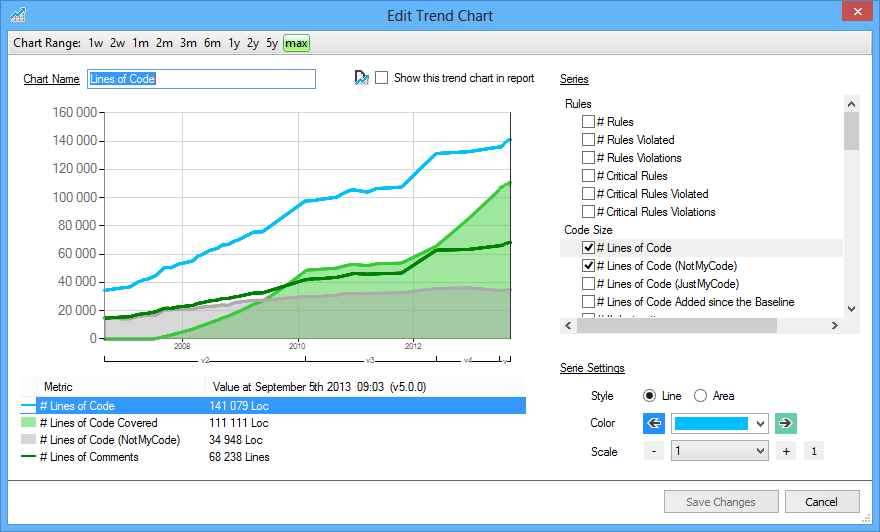 Edit Trend Chart
Chart Range: 1w 2w 1m 2m 3m 6m 1y 2y 5y max
Chart Name Lines of Code
Show this trend chart in report
160 000
140 000
120 000
100 000
80 000
60 000
40 000
20 000
0
2008 2010 2012
v2 v3 v4 v
Metric Value at September 5th 2013 09:03 (v5.0.0)
# Lines of Code 141 079 Loc
# Lines of Code Covered 111 111 Loc
# Lines of Code (NotMyCode) 34 948 Loc
# Lines of Comments 68 238 Lines
Series
Rules
# Rules
# Rules Violated
# Rules Violations
# Critical Rules
# Critical Rules Violated
# Critical Rules Violations
Code Size
# Lines of Code
# Lines of Code (NotMyCode)
# Lines of Code (JustMyCode)
# Lines of Code Added since the Baseline
Serie Settings
Style Line Area
Color
Scale - 1 + 1
Save Changes Cancel